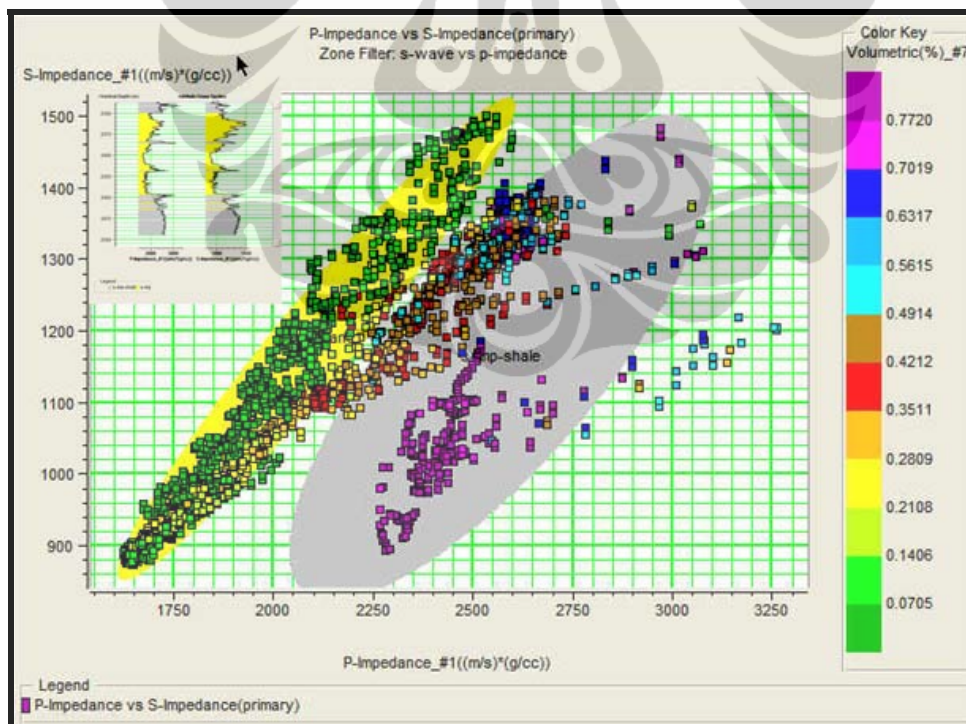 P-Impedance vs S-Impedance(primary)
Zone Filter: s-wave vs p-impedance
S-Impedance_#1((m/s)*(g/cc))
Color Key
Volumetric(%)_#7
1500
1400
1300
1200
1100
1000
900
mp-shale
0.7720
0.7019
0.6317
0.5615
0.4914
0.4212
0.3511
0.2809
0.2108
0.1406
0.0705
1750
2000
2250
2500
2750
3000
3250
P-Impedance_#1((m/s)*(g/cc))
Legend
P-Impedance vs S-Impedance(primary)